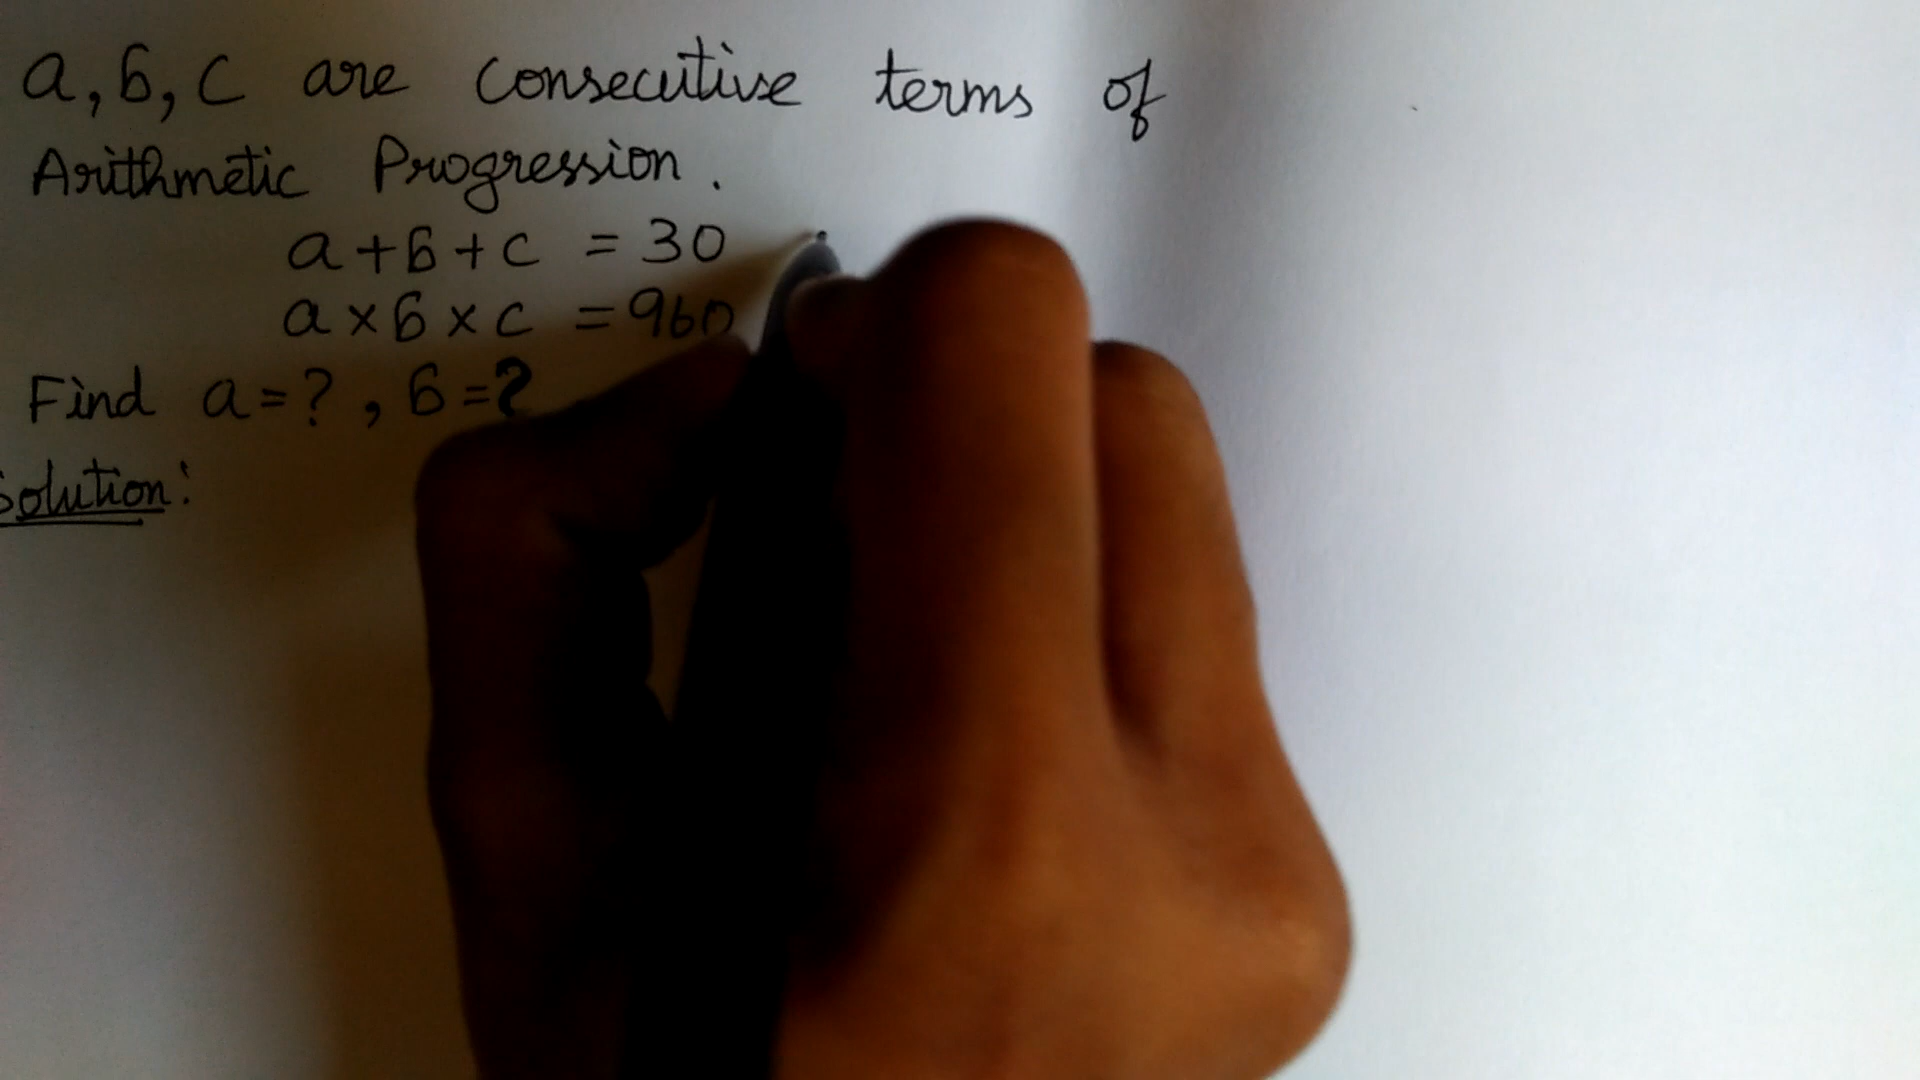 a, b, c are consecutive terms of
Arithmetic Progression.
a + b + c = 30
a × b × c = 960
Find a = ? , b = ?
Solution: